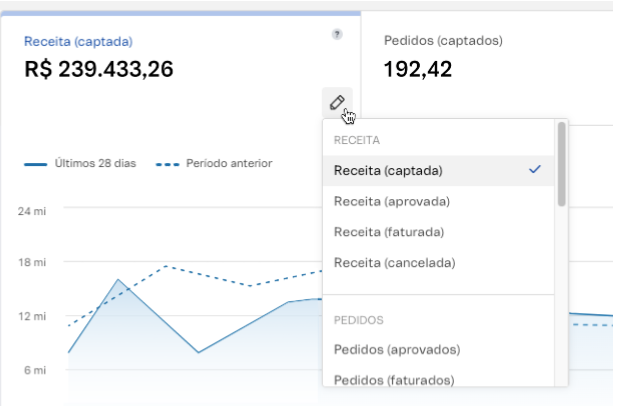 Receita (captada)
?
R$ 239.433,26
Pedidos (captados)
192,42
Últimos 28 dias
Periodo anterior
24 mi
18 mi
12 mi
6 mi
RECEITA
Receita (captada)
Receita (aprovada)
Receita (faturada)
Receita (cancelada)
PEDIDOS
Pedidos (aprovados)
Pedidos (faturados)